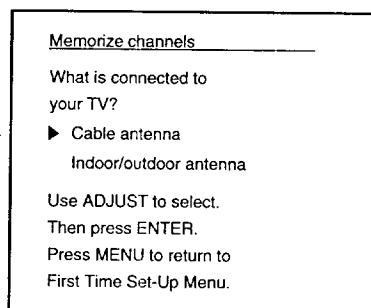 Memorize channels
What is connected to
your TV?
▶ Cable antenna
Indoor/outdoor antenna
Use ADJUST to select.
Then press ENTER.
Press MENU to return to
First Time Set-Up Menu.